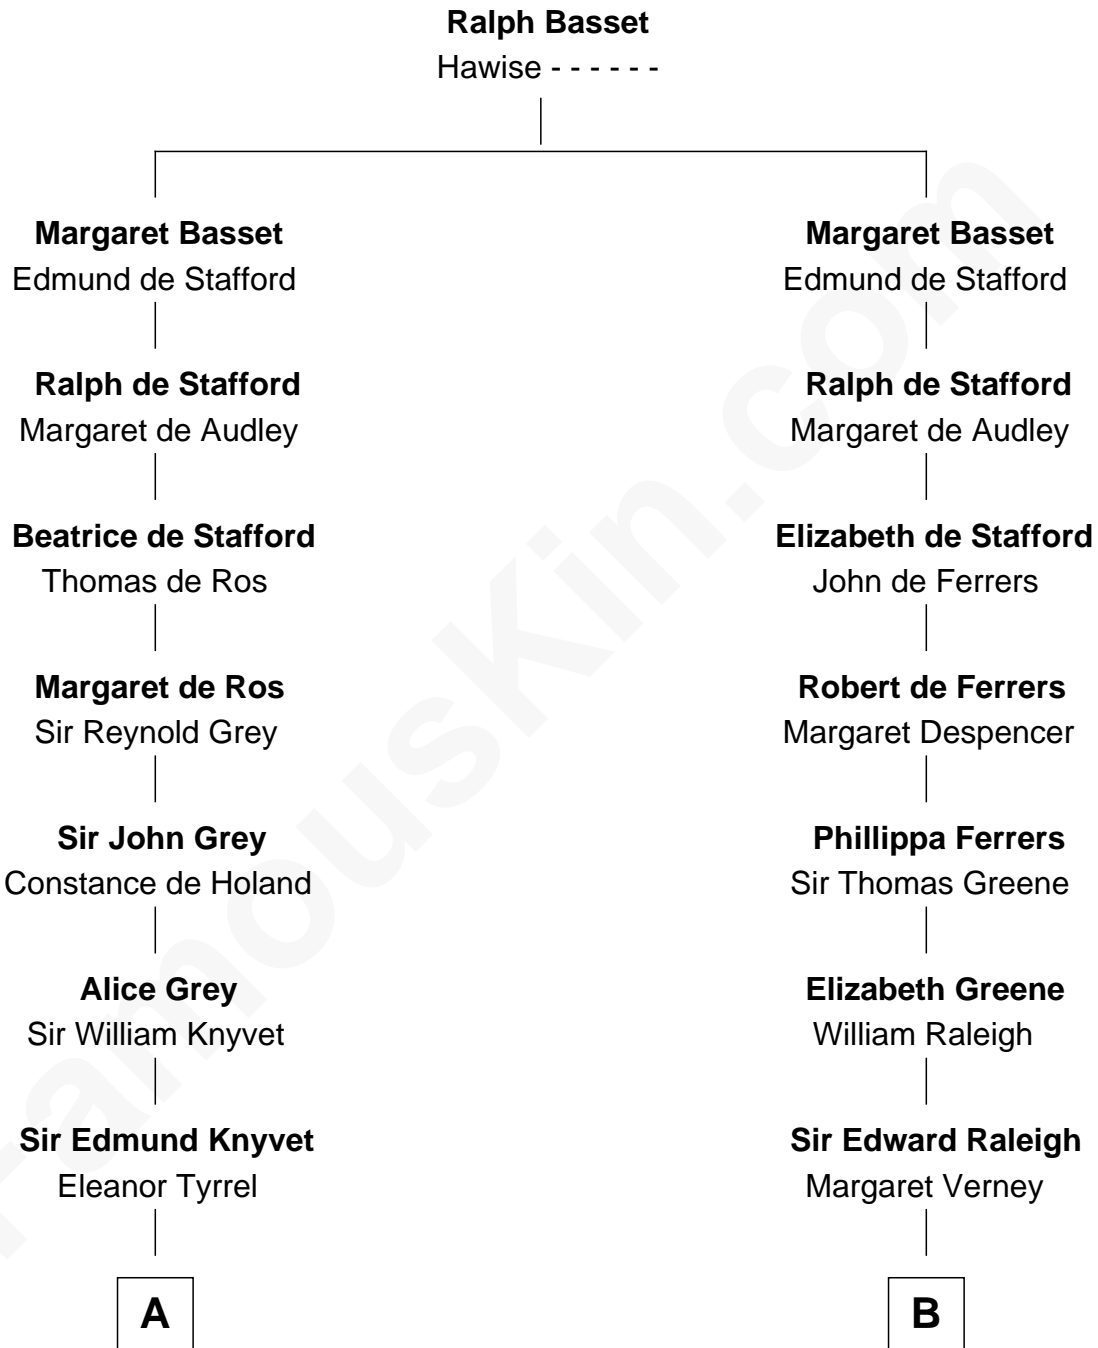 Ralph Basset
Hawise - - - - - -
Margaret Basset
Edmund de Stafford
Margaret Basset
Edmund de Stafford
Ralph de Stafford
Margaret de Audley
Ralph de Stafford
Margaret de Audley
Beatrice de Stafford
Thomas de Ros
Elizabeth de Stafford
John de Ferrers
Margaret de Ros
Sir Reynold Grey
Robert de Ferrers
Margaret Despencer
Sir John Grey
Constance de Holand
Phillippa Ferrers
Sir Thomas Greene
Alice Grey
Sir William Knyvet
Elizabeth Greene
William Raleigh
Sir Edmund Knyvet
Eleanor Tyrrel
Sir Edward Raleigh
Margaret Verney
A
B
FamousKin.com